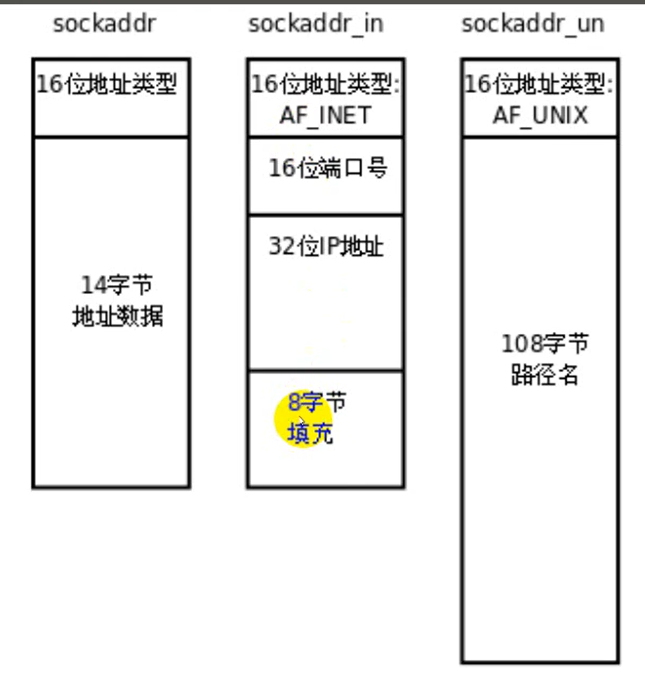 sockaddr
sockaddr_in
sockaddr_un
16位地址类型
16位地址类型:
AF_INET
16位地址类型:
AF_UNIX
14字节
地址数据
16位端口号
32位IP地址
8字节
填充
108字节
路径名